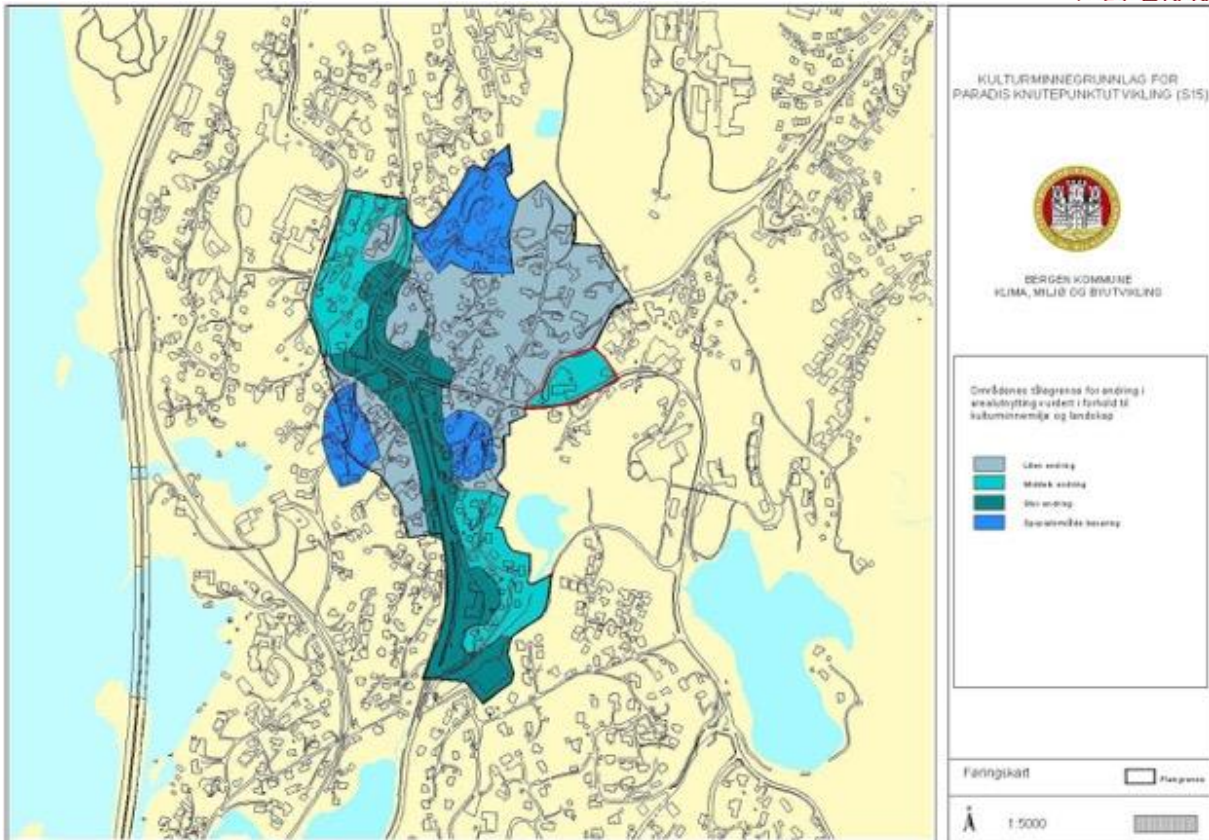 KULTURMINNEGRUNNLAG FOR
PARADIS KNUTEPUNKTUTVIKLING (S15)
BERGEN KOMMUNE
KLIMA, MILJØ OG BYUTVIKLING
Områdenes tålegrense for endring i
arealutnytting vurdert i forhold til
kulturminnemiljø og landskap
Liten endring
Middels endring
Stor endring
Spesialområde bevaring
Føringskart
Plangrense
1:5000